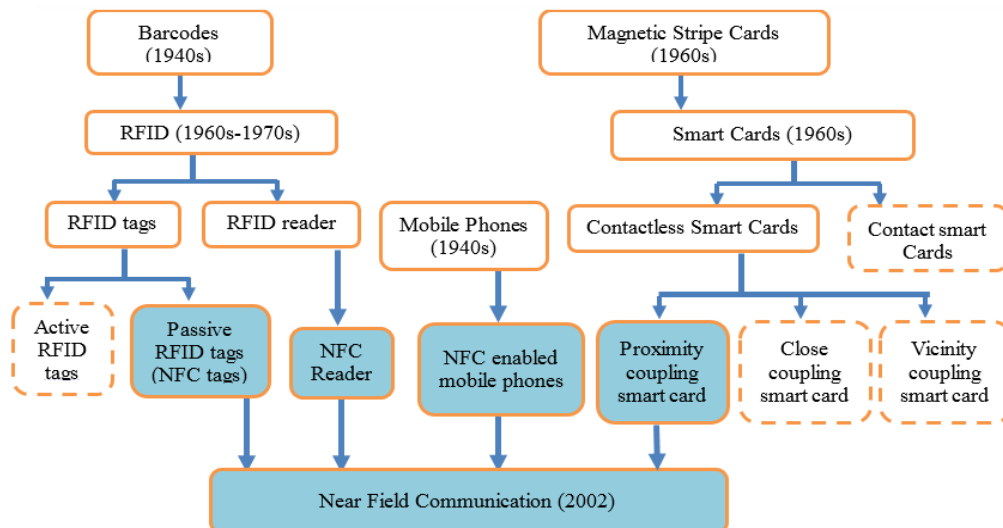 Barcodes
(1940s)
Magnetic Stripe Cards
(1960s)
RFID (1960s-1970s)
Smart Cards (1960s)
RFID tags
RFID reader
Mobile Phones
(1940s)
Contactless Smart Cards
Contact smart
Cards
Active
RFID
tags
Passive
RFID tags
(NFC tags)
NFC
Reader
NFC enabled
mobile phones
Proximity
coupling
smart card
Close
coupling
smart card
Vicinity
coupling
smart card
Near Field Communication (2002)